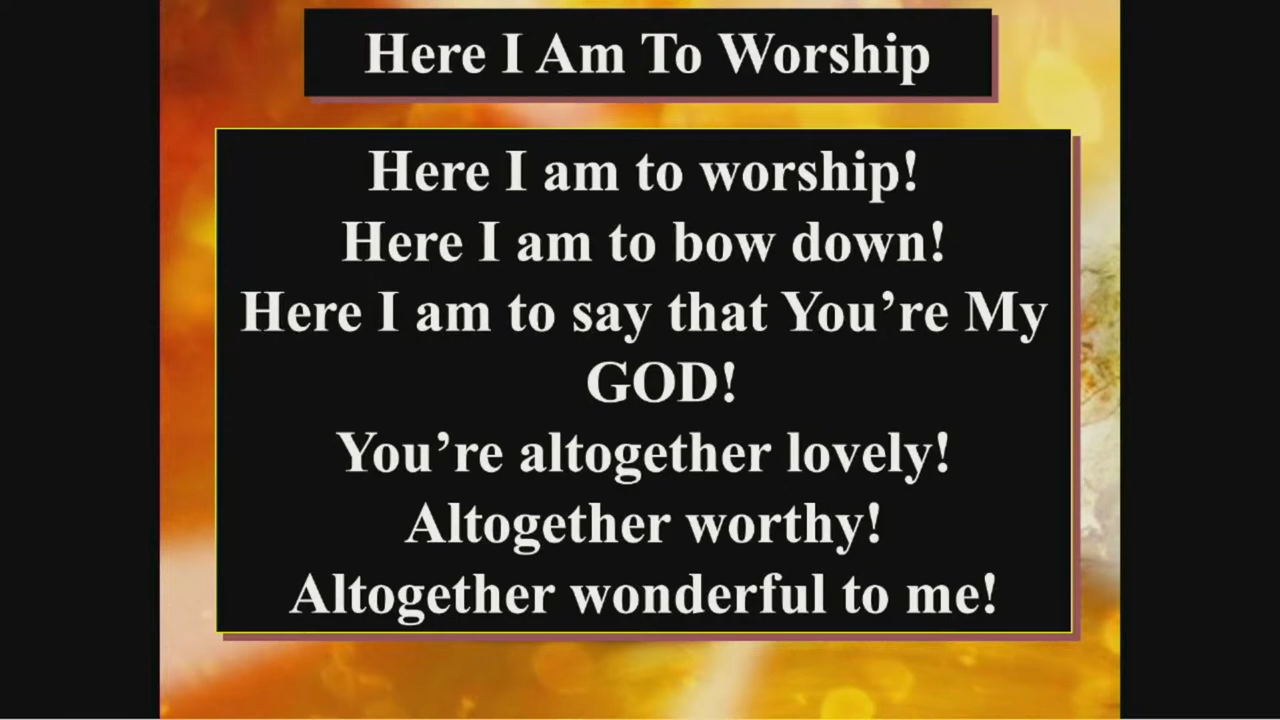 Here I Am To Worship
Here I am to worship!
Here I am to bow down!
Here I am to say that You’re My
GOD!
You’re altogether lovely!
Altogether worthy!
Altogether wonderful to me!